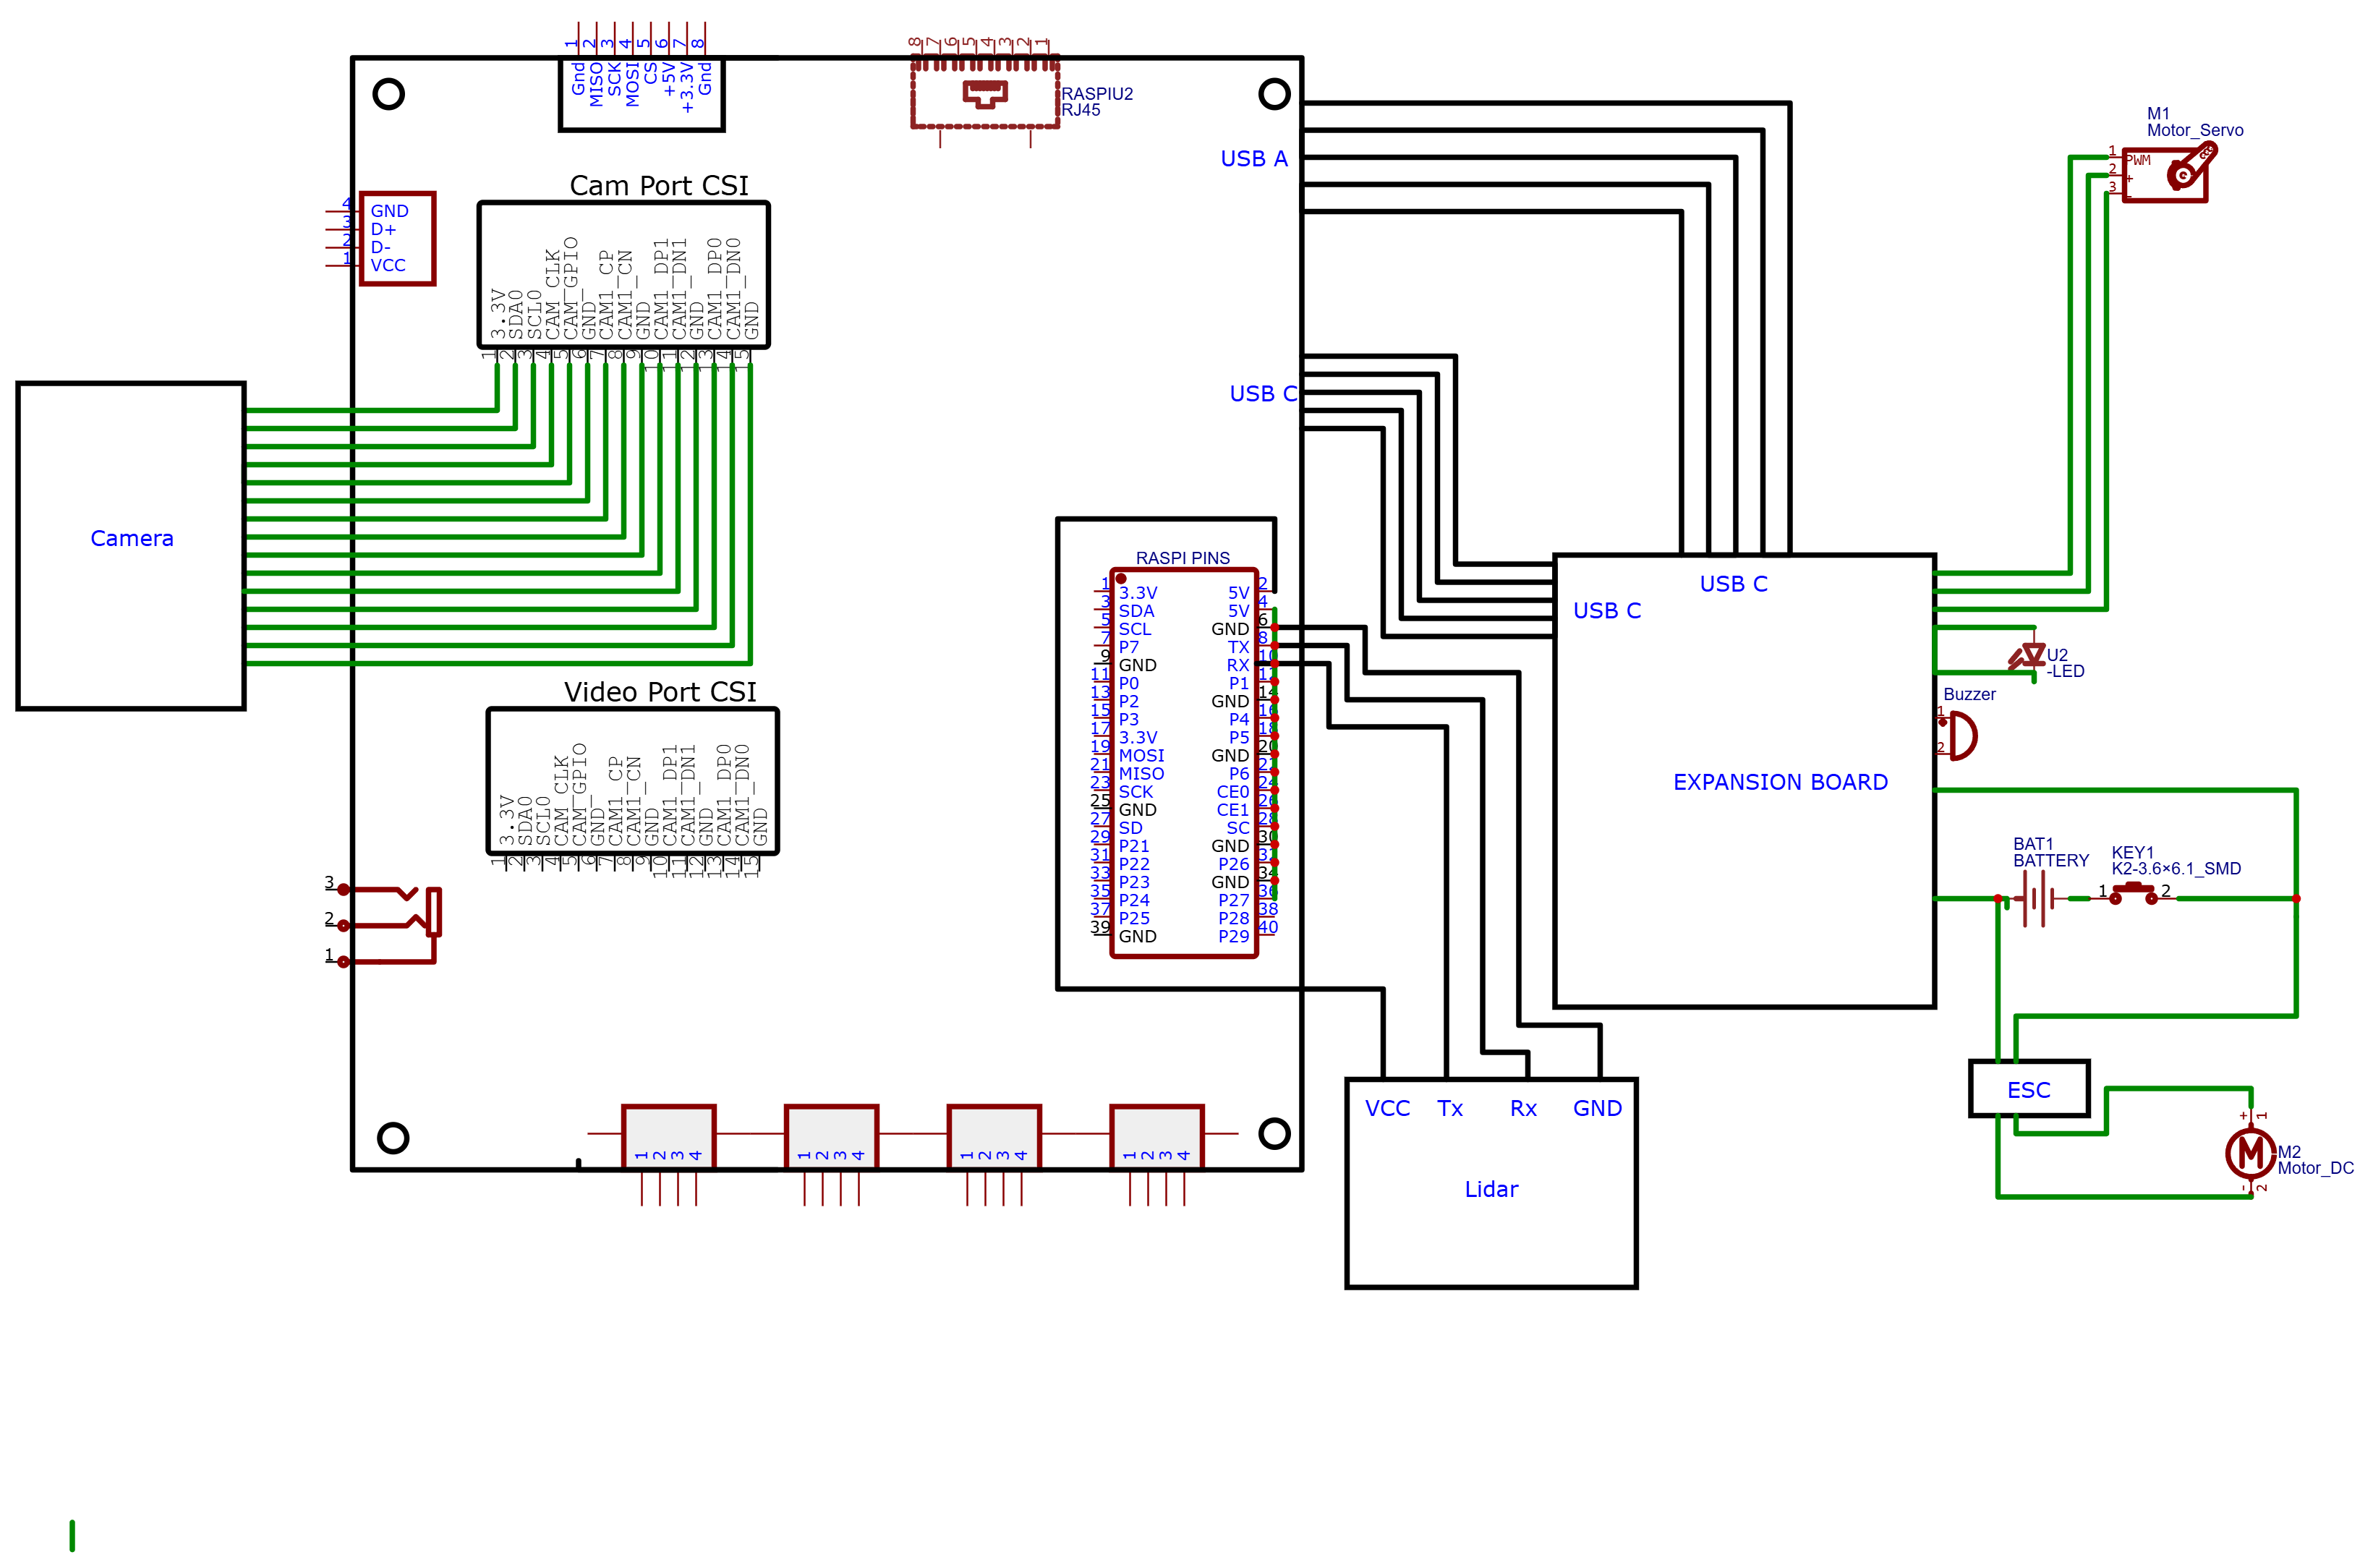 1 2 3 4 5 6 7 8
Gnd MISO SCK MOSI CS +5V +3.3V Gnd
8 7 6 5 4 3 2 1
RASPIU2
RJ45
USB A
Cam Port CSI
4 GND
3 D+
2 D-
1 VCC
3.3V SDA0 SCL0 CAM_CLK CAM_GPIO GND CAM1_CP CAM1_CN GND CAM1_DP1 CAM1_DN1 GND CAM1_DP0 CAM1_DN0 GND
1 2 3 4 5 6 7 8 9 10 11 12 13 14 15
USB C
Camera
M1
Motor_Servo
1 PWM
2 +
3 -
RASPI PINS
1 3.3V 5V 2
3 SDA 5V 4
5 SCL GND 6
7 P7 TX 8
9 GND RX 10
11 P0 P1 12
13 P2 GND 14
15 P3 P4 16
17 3.3V P5 18
19 MOSI GND 20
21 MISO P6 22
23 SCK CE0 24
25 GND CE1 26
27 SD SC 28
29 P21 GND 30
31 P22 P26 32
33 P23 GND 34
35 P24 P27 36
37 P25 P28 38
39 GND P29 40
USB C
USB C
EXPANSION BOARD
U2
-LED
Buzzer
1
2
BAT1
BATTERY
KEY1
K2-3.6×6.1_SMD
1 2
ESC
+ 1
M
M2
Motor_DC
- 2
Video Port CSI
3.3V SDA0 SCL0 CAM_CLK CAM_GPIO GND CAM1_CP CAM1_CN GND CAM1_DP1 CAM1_DN1 GND CAM1_DP0 CAM1_DN0 GND
1 2 3 4 5 6 7 8 9 10 11 12 13 14 15
3
2
1
1 2 3 4
1 2 3 4
1 2 3 4
1 2 3 4
VCC Tx Rx GND
Lidar